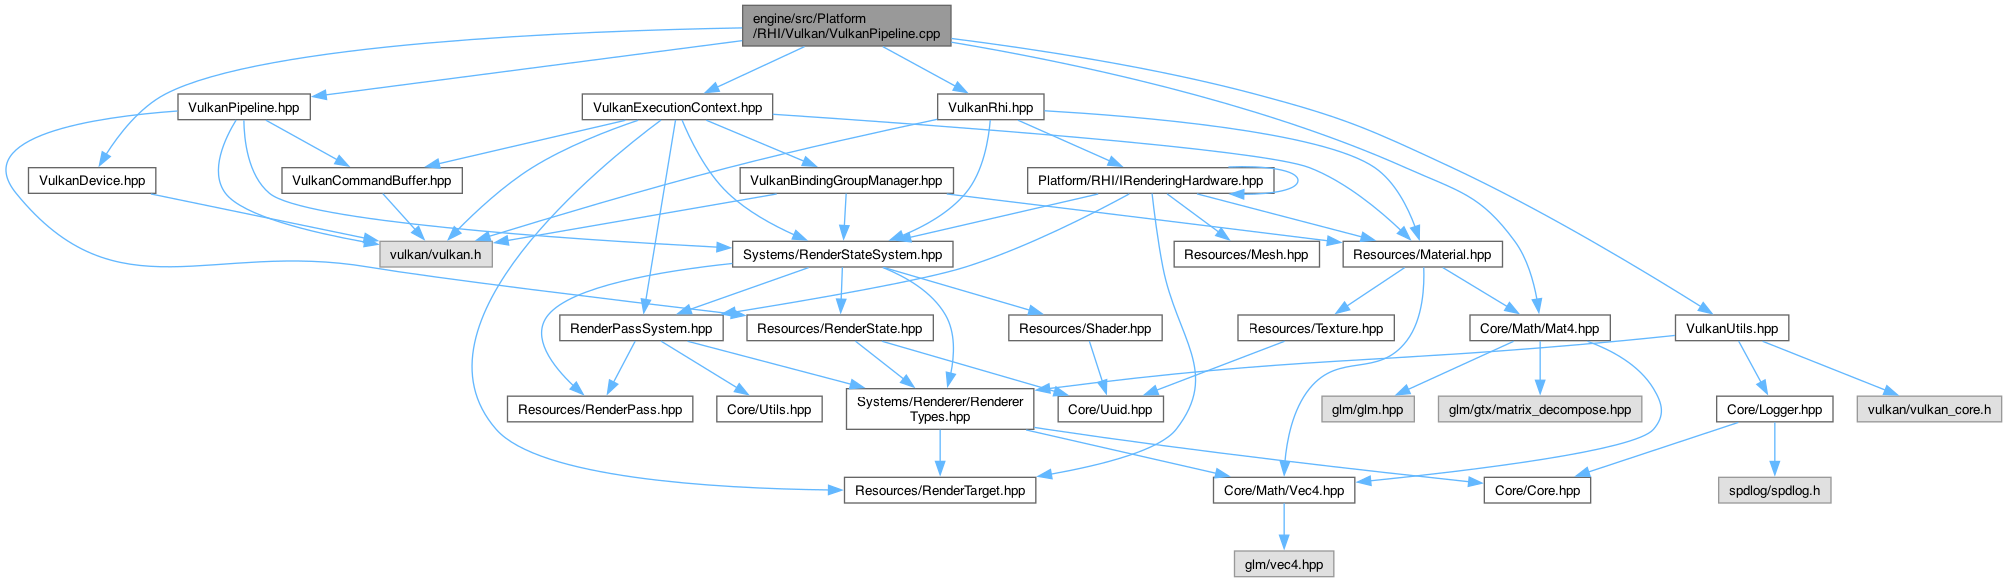 engine/src/Platform
/RHI/Vulkan/VulkanPipeline.cpp
VulkanPipeline.hpp
VulkanExecutionContext.hpp
VulkanRhi.hpp
VulkanDevice.hpp
VulkanCommandBuffer.hpp
VulkanBindingGroupManager.hpp
Platform/RHI/IRenderingHardware.hpp
vulkan/vulkan.h
Systems/RenderStateSystem.hpp
Resources/Mesh.hpp
Resources/Material.hpp
RenderPassSystem.hpp
Resources/RenderState.hpp
Resources/Shader.hpp
Resources/Texture.hpp
Core/Math/Mat4.hpp
VulkanUtils.hpp
Resources/RenderPass.hpp
Core/Utils.hpp
Systems/Renderer/Renderer
Types.hpp
Core/Uuid.hpp
glm/glm.hpp
glm/gtx/matrix_decompose.hpp
Core/Logger.hpp
vulkan/vulkan_core.h
Resources/RenderTarget.hpp
Core/Math/Vec4.hpp
Core/Core.hpp
spdlog/spdlog.h
glm/vec4.hpp